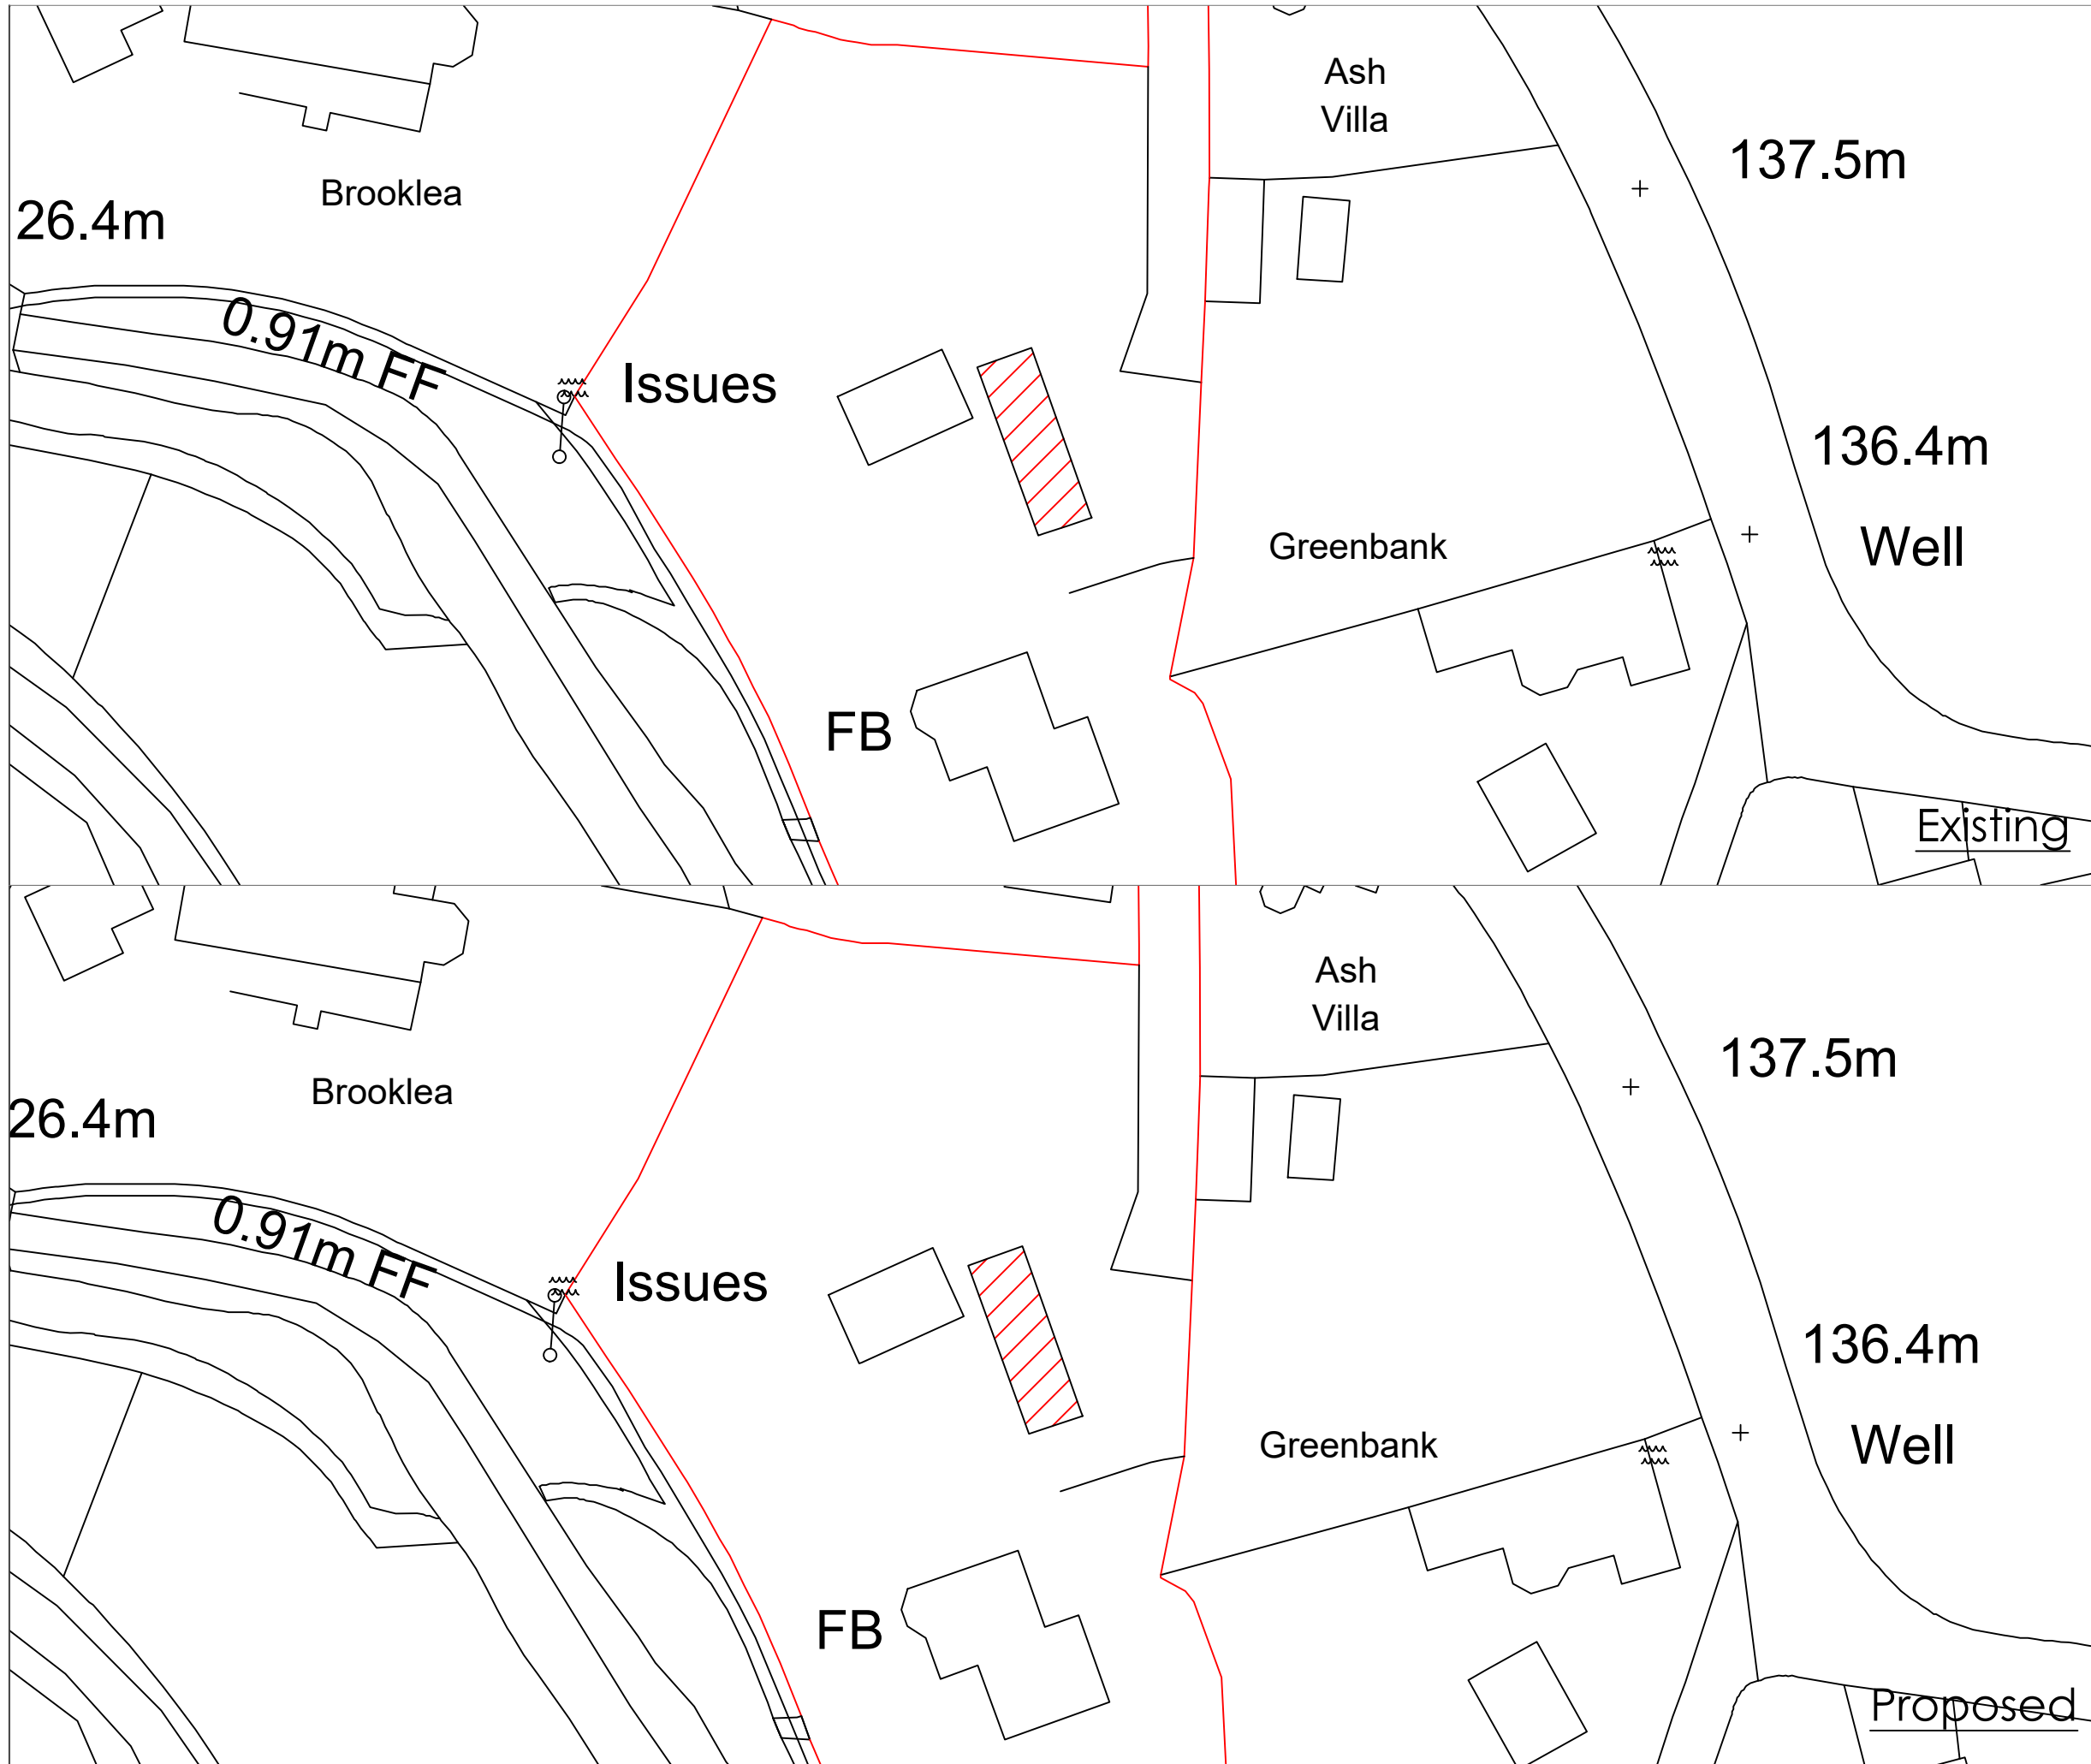 Ash
Villa
137.5m
Brooklea
26.4m
0.91m FF
Issues
136.4m
Greenbank
Well
FB
Existing
Ash
Villa
137.5m
Brooklea
26.4m
0.91m FF
Issues
136.4m
Greenbank
Well
FB
Proposed